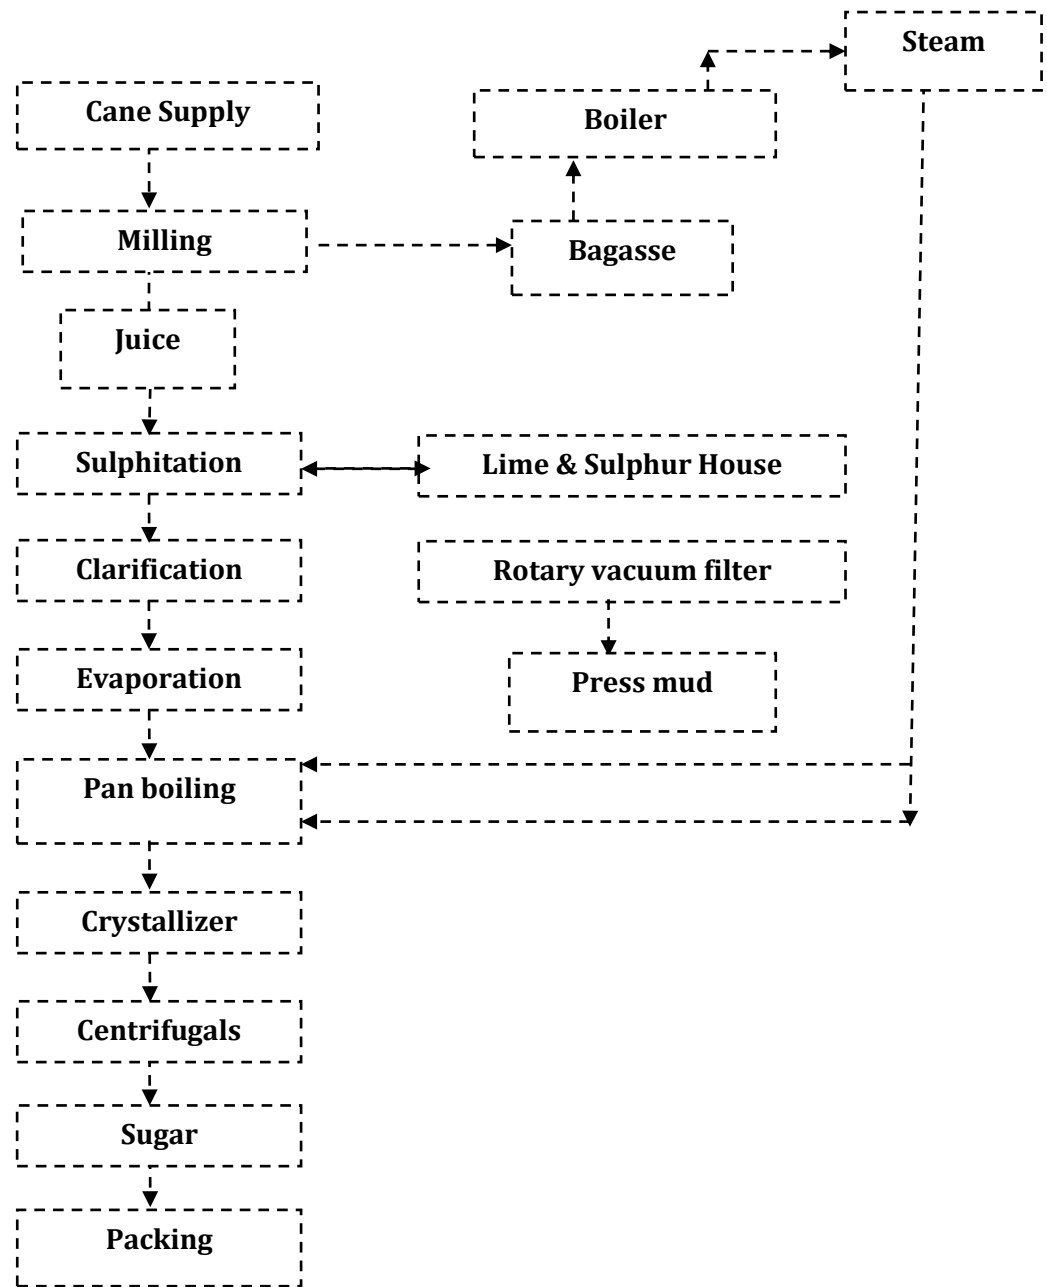 Steam
Cane Supply
Boiler
Milling
Bagasse
Juice
Sulphitation
Lime & Sulphur House
Clarification
Rotary vacuum filter
Evaporation
Press mud
Pan boiling
Crystallizer
Centrifugals
Sugar
Packing